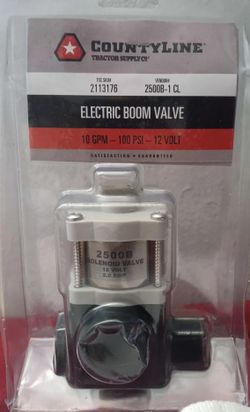 COUNTYLINE
TRACTOR SUPPLY CO
TSC SKU#
VENDOR#
2113176
2500B-1 CL
ELECTRIC BOOM VALVE
10 GPM – 100 PSI – 12 VOLT
SATISFACTION GUARANTEED
2500B
SOLENOID VALVE
12 VOLT